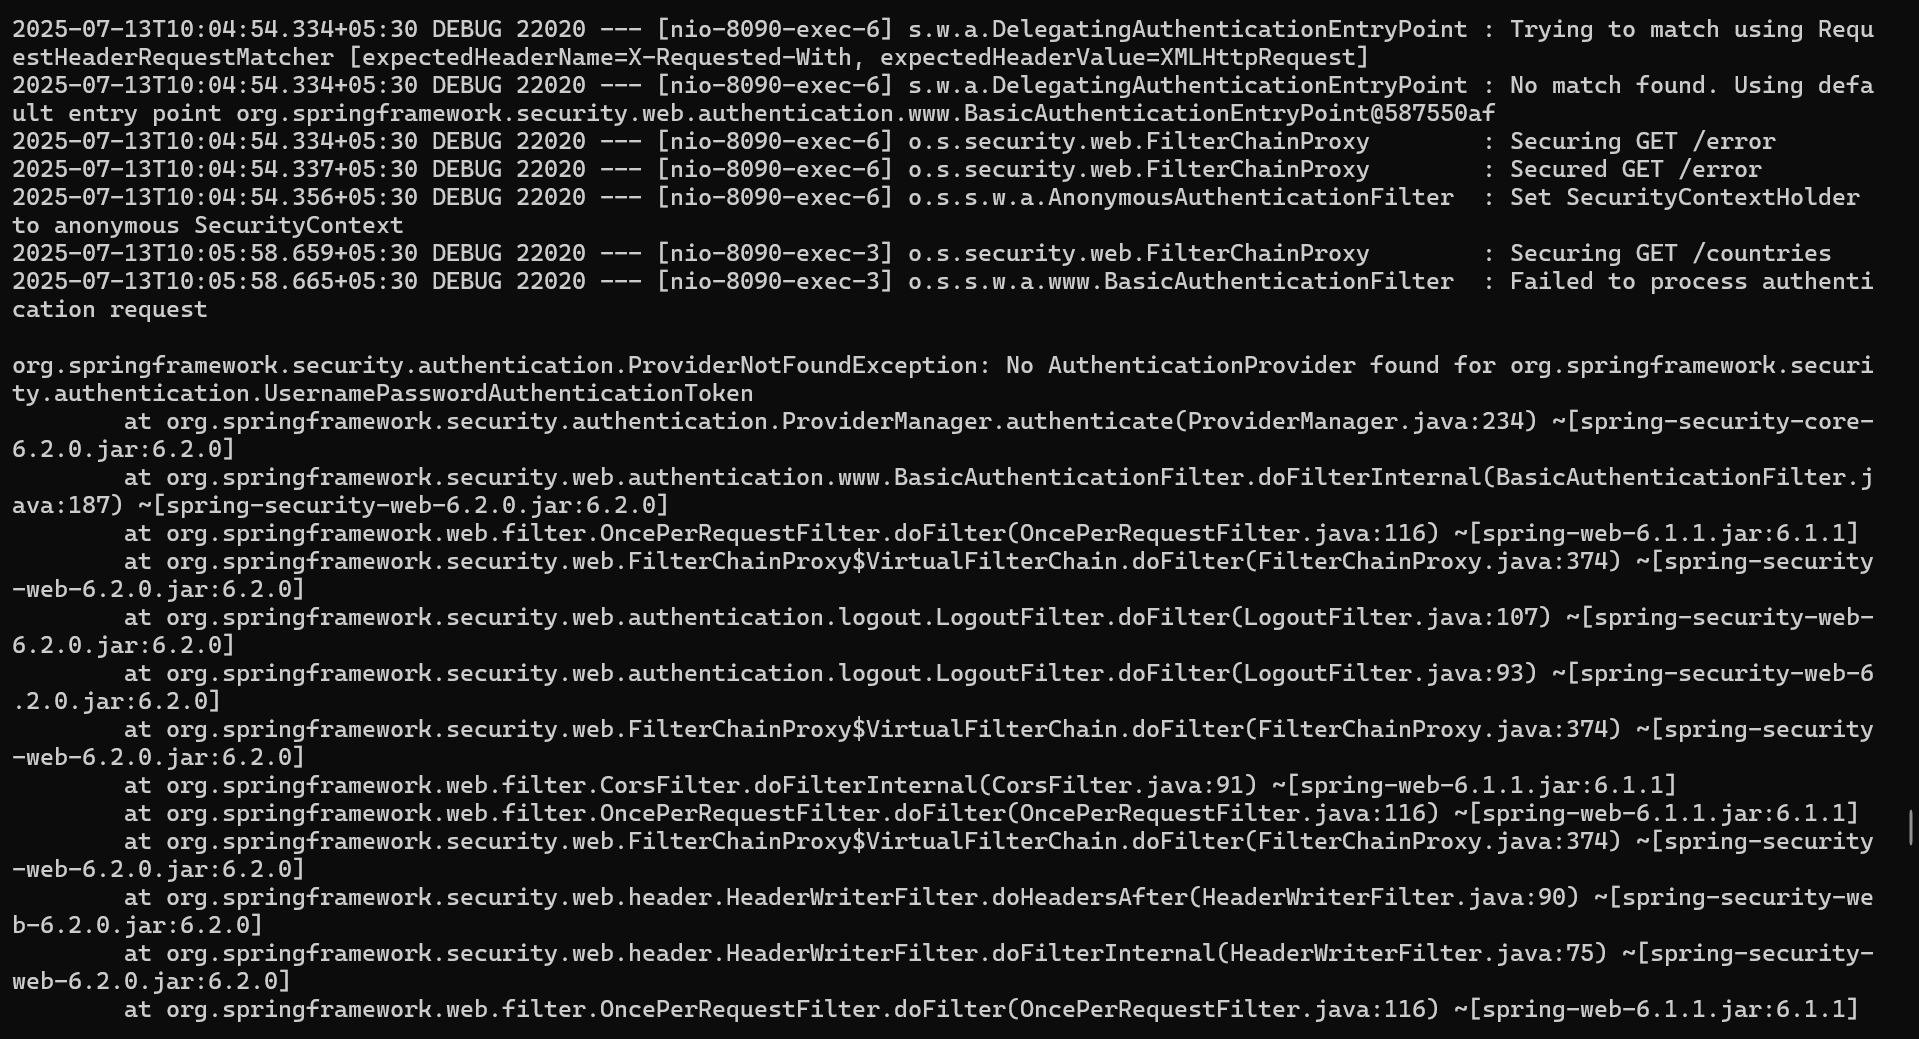 2025-07-13T10:04:54.334+05:30 DEBUG 22020 --- [nio-8090-exec-6] s.w.a.DelegatingAuthenticationEntryPoint : Trying to match using Requ
estHeaderRequestMatcher [expectedHeaderName=X-Requested-With, expectedHeaderValue=XMLHttpRequest]
2025-07-13T10:04:54.334+05:30 DEBUG 22020 --- [nio-8090-exec-6] s.w.a.DelegatingAuthenticationEntryPoint : No match found. Using defa
ult entry point org.springframework.security.web.authentication.www.BasicAuthenticationEntryPoint@587550af
2025-07-13T10:04:54.334+05:30 DEBUG 22020 --- [nio-8090-exec-6] o.s.security.web.FilterChainProxy        : Securing GET /error
2025-07-13T10:04:54.337+05:30 DEBUG 22020 --- [nio-8090-exec-6] o.s.security.web.FilterChainProxy        : Secured GET /error
2025-07-13T10:04:54.356+05:30 DEBUG 22020 --- [nio-8090-exec-6] o.s.s.w.a.AnonymousAuthenticationFilter  : Set SecurityContextHolder
to anonymous SecurityContext
2025-07-13T10:05:58.659+05:30 DEBUG 22020 --- [nio-8090-exec-3] o.s.security.web.FilterChainProxy        : Securing GET /countries
2025-07-13T10:05:58.665+05:30 DEBUG 22020 --- [nio-8090-exec-3] o.s.s.w.a.www.BasicAuthenticationFilter  : Failed to process authenti
cation request

org.springframework.security.authentication.ProviderNotFoundException: No AuthenticationProvider found for org.springframework.securi
ty.authentication.UsernamePasswordAuthenticationToken
        at org.springframework.security.authentication.ProviderManager.authenticate(ProviderManager.java:234) ~[spring-security-core-
6.2.0.jar:6.2.0]
        at org.springframework.security.web.authentication.www.BasicAuthenticationFilter.doFilterInternal(BasicAuthenticationFilter.j
ava:187) ~[spring-security-web-6.2.0.jar:6.2.0]
        at org.springframework.web.filter.OncePerRequestFilter.doFilter(OncePerRequestFilter.java:116) ~[spring-web-6.1.1.jar:6.1.1]
        at org.springframework.security.web.FilterChainProxy$VirtualFilterChain.doFilter(FilterChainProxy.java:374) ~[spring-security
-web-6.2.0.jar:6.2.0]
        at org.springframework.security.web.authentication.logout.LogoutFilter.doFilter(LogoutFilter.java:107) ~[spring-security-web-
6.2.0.jar:6.2.0]
        at org.springframework.security.web.authentication.logout.LogoutFilter.doFilter(LogoutFilter.java:93) ~[spring-security-web-6
.2.0.jar:6.2.0]
        at org.springframework.security.web.FilterChainProxy$VirtualFilterChain.doFilter(FilterChainProxy.java:374) ~[spring-security
-web-6.2.0.jar:6.2.0]
        at org.springframework.web.filter.CorsFilter.doFilterInternal(CorsFilter.java:91) ~[spring-web-6.1.1.jar:6.1.1]
        at org.springframework.web.filter.OncePerRequestFilter.doFilter(OncePerRequestFilter.java:116) ~[spring-web-6.1.1.jar:6.1.1]
        at org.springframework.security.web.FilterChainProxy$VirtualFilterChain.doFilter(FilterChainProxy.java:374) ~[spring-security
-web-6.2.0.jar:6.2.0]
        at org.springframework.security.web.header.HeaderWriterFilter.doHeadersAfter(HeaderWriterFilter.java:90) ~[spring-security-we
b-6.2.0.jar:6.2.0]
        at org.springframework.security.web.header.HeaderWriterFilter.doFilterInternal(HeaderWriterFilter.java:75) ~[spring-security-
web-6.2.0.jar:6.2.0]
        at org.springframework.web.filter.OncePerRequestFilter.doFilter(OncePerRequestFilter.java:116) ~[spring-web-6.1.1.jar:6.1.1]